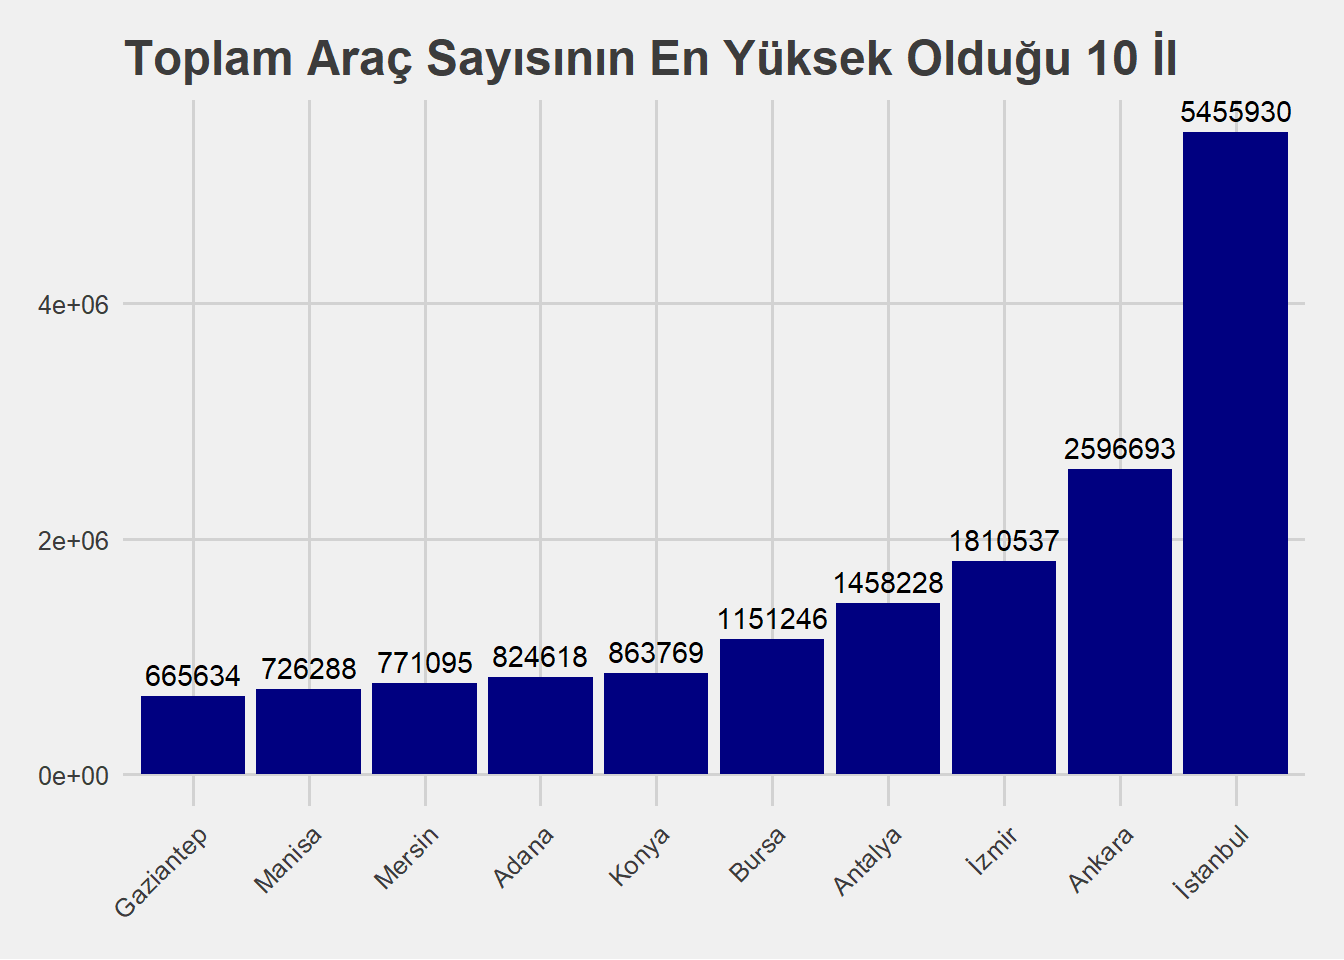 Toplam Araç Sayısının En Yüksek Olduğu 10 İl
5455930
4e+06
2596693
2e+06
1810537
1458228
1151246
863769
824618
771095
726288
665634
0e+00
Gaziantep
Manisa
Mersin
Adana
Konya
Bursa
Antalya
İzmir
Ankara
İstanbul